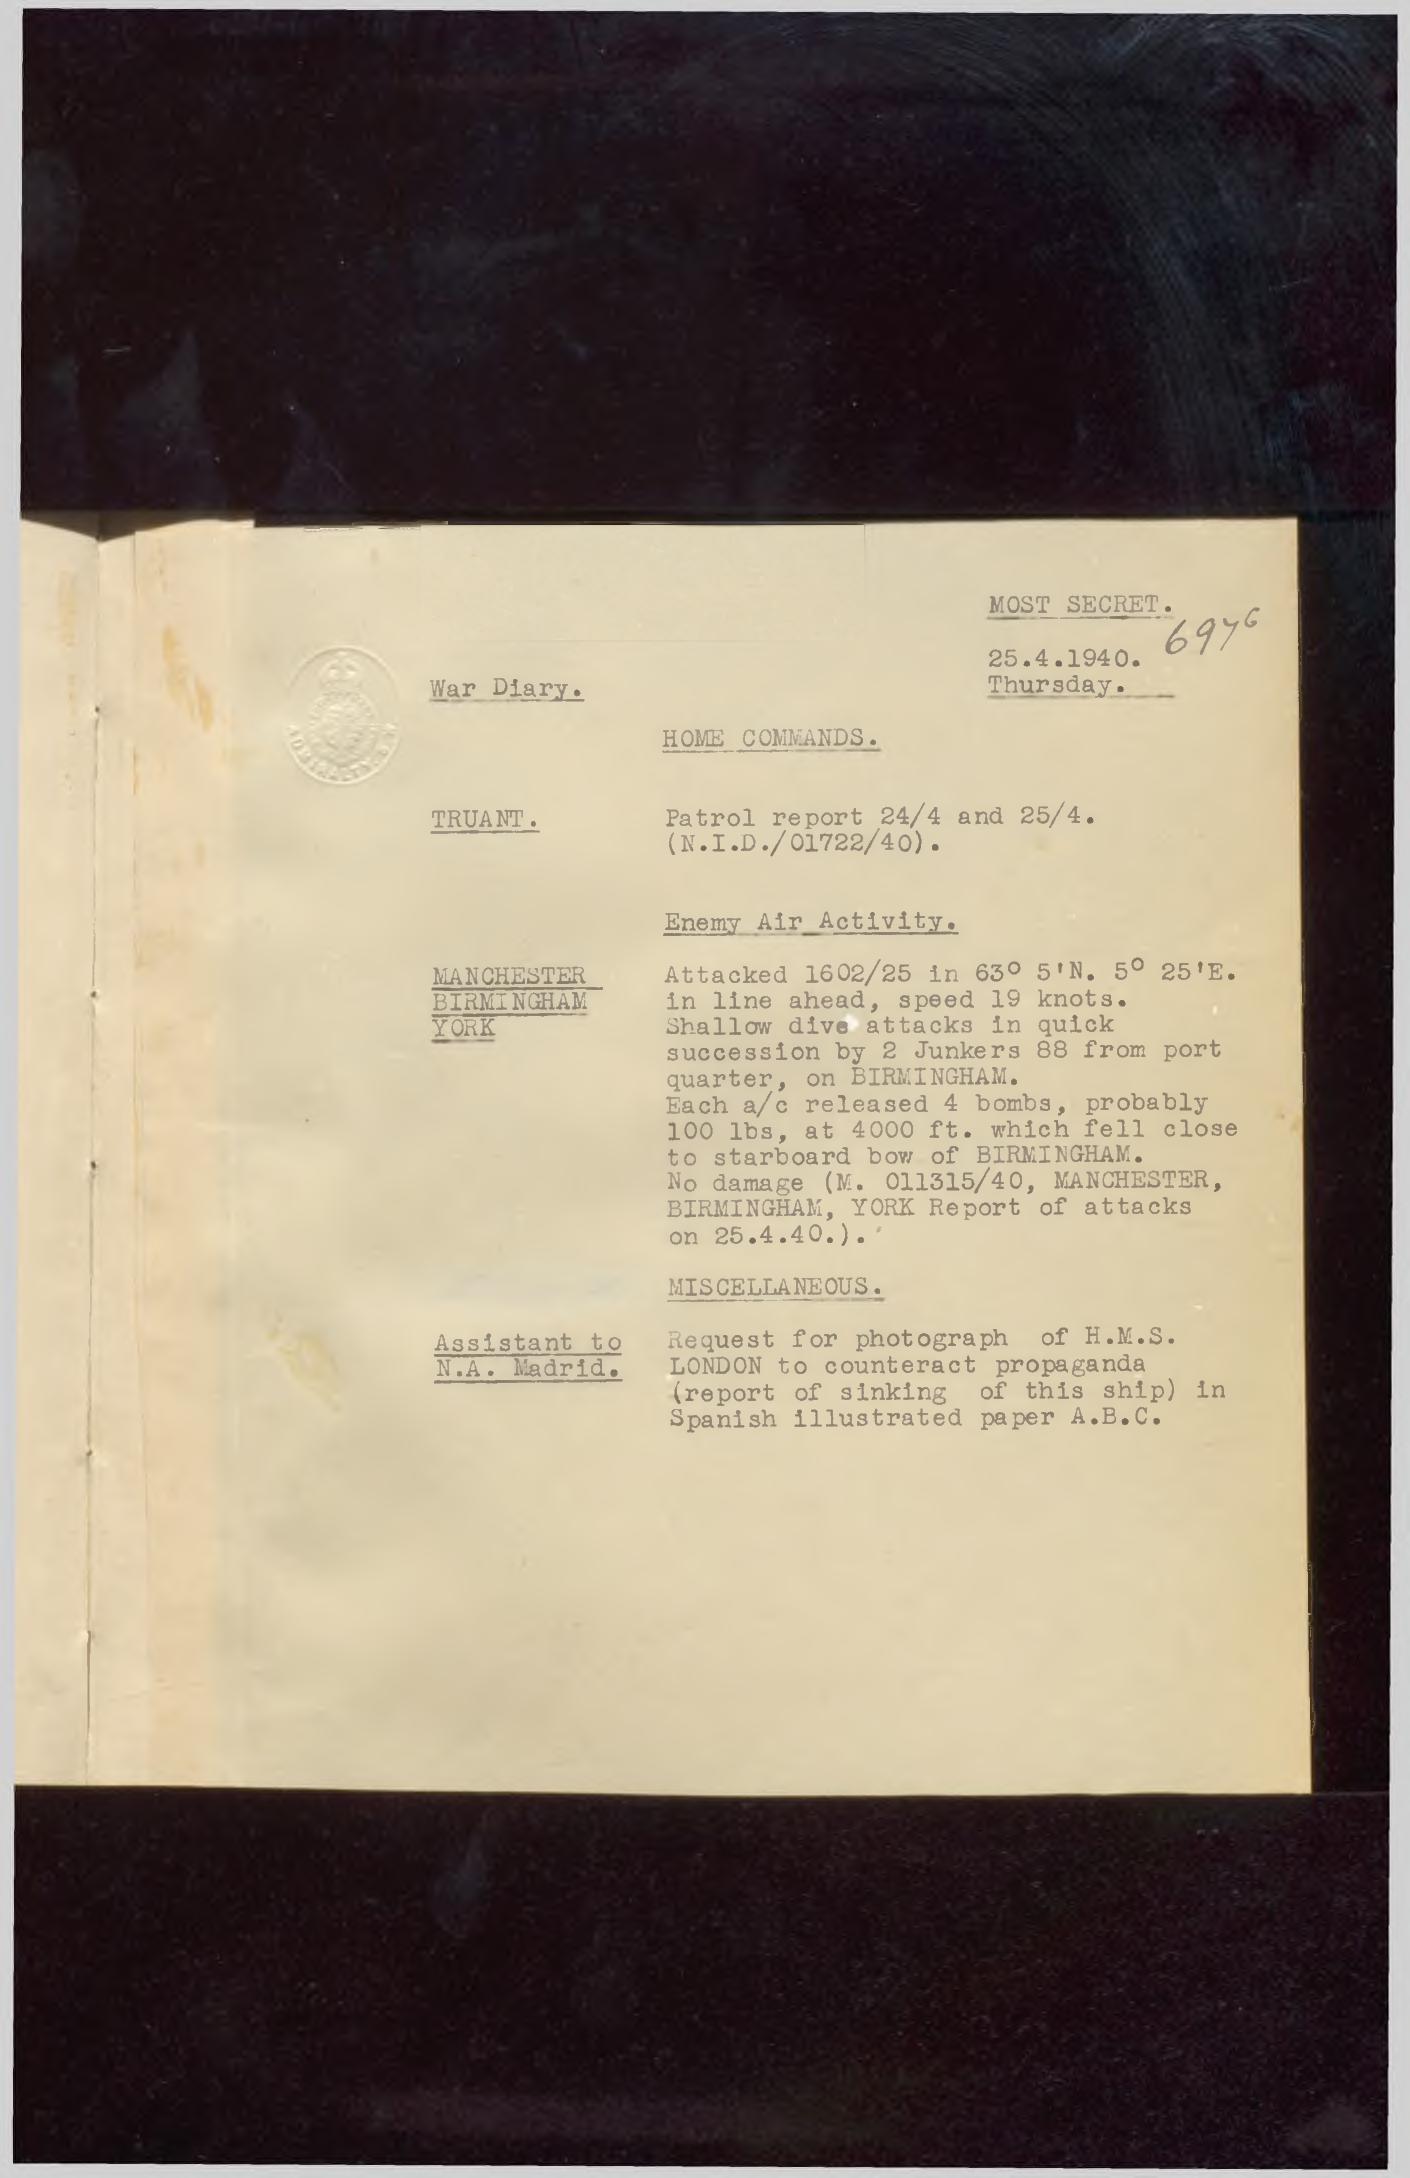 MOST SECRET.
697G
25.4.1940.
Thursday.
War Diary.
HOME COMMANDS.
TRUANT.
Patrol report 24/4 and 25/4.
(N.I.D./01722/40).
Enemy Air Activity.
MANCHESTER
BIRMINGHAM
YORK
Attacked 1602/25 in 63° 5'N. 5° 25'E.
in line ahead, speed 19 knots.
Shallow dive attacks in quick
succession by 2 Junkers 88 from port
quarter, on BIRMINGHAM.
Each a/c released 4 bombs, probably
100 lbs, at 4000 ft. which fell close
to starboard bow of BIRMINGHAM.
No damage (M. 011315/40, MANCHESTER,
BIRMINGHAM, YORK Report of attacks
on 25.4.40.).
MISCELLANEOUS.
Assistant to
N.A. Madrid.
Request for photograph of H.M.S.
LONDON to counteract propaganda
(report of sinking of this ship) in
Spanish illustrated paper A.B.C.